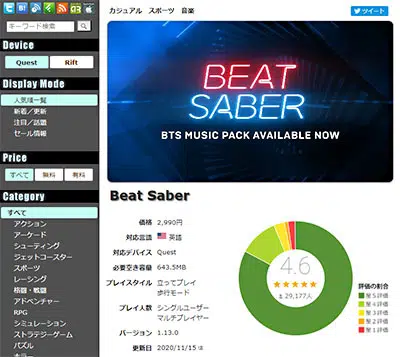 カジュアル スポーツ 音楽
ツイート
キーワード検索
Device
Quest
Rift
Display Mode
人気順一覧
新着／更新
注目／話題
セール情報
Price
すべて
無料
有料
Category
すべて
アクション
アーケード
シューティング
ジェットコースター
スポーツ
レーシング
格闘・戦闘
アドベンチャー
RPG
シミュレーション
ストラテジーゲーム
パズル
ホラー
BEAT
SABER
BTS MUSIC PACK AVAILABLE NOW
Beat Saber
価格 2,990円
対応言語 英語
対応デバイス Quest
必要空き容量 643.5MB
プレイスタイル 立ってプレイ
歩行モード
プレイ人数 シングルユーザー
マルチプレイヤー
バージョン 1.13.0
更新日 2020/11/15
4.6
★★★★★
29,177人
評価の割合
星５評価
星４評価
星３評価
星２評価
星１評価